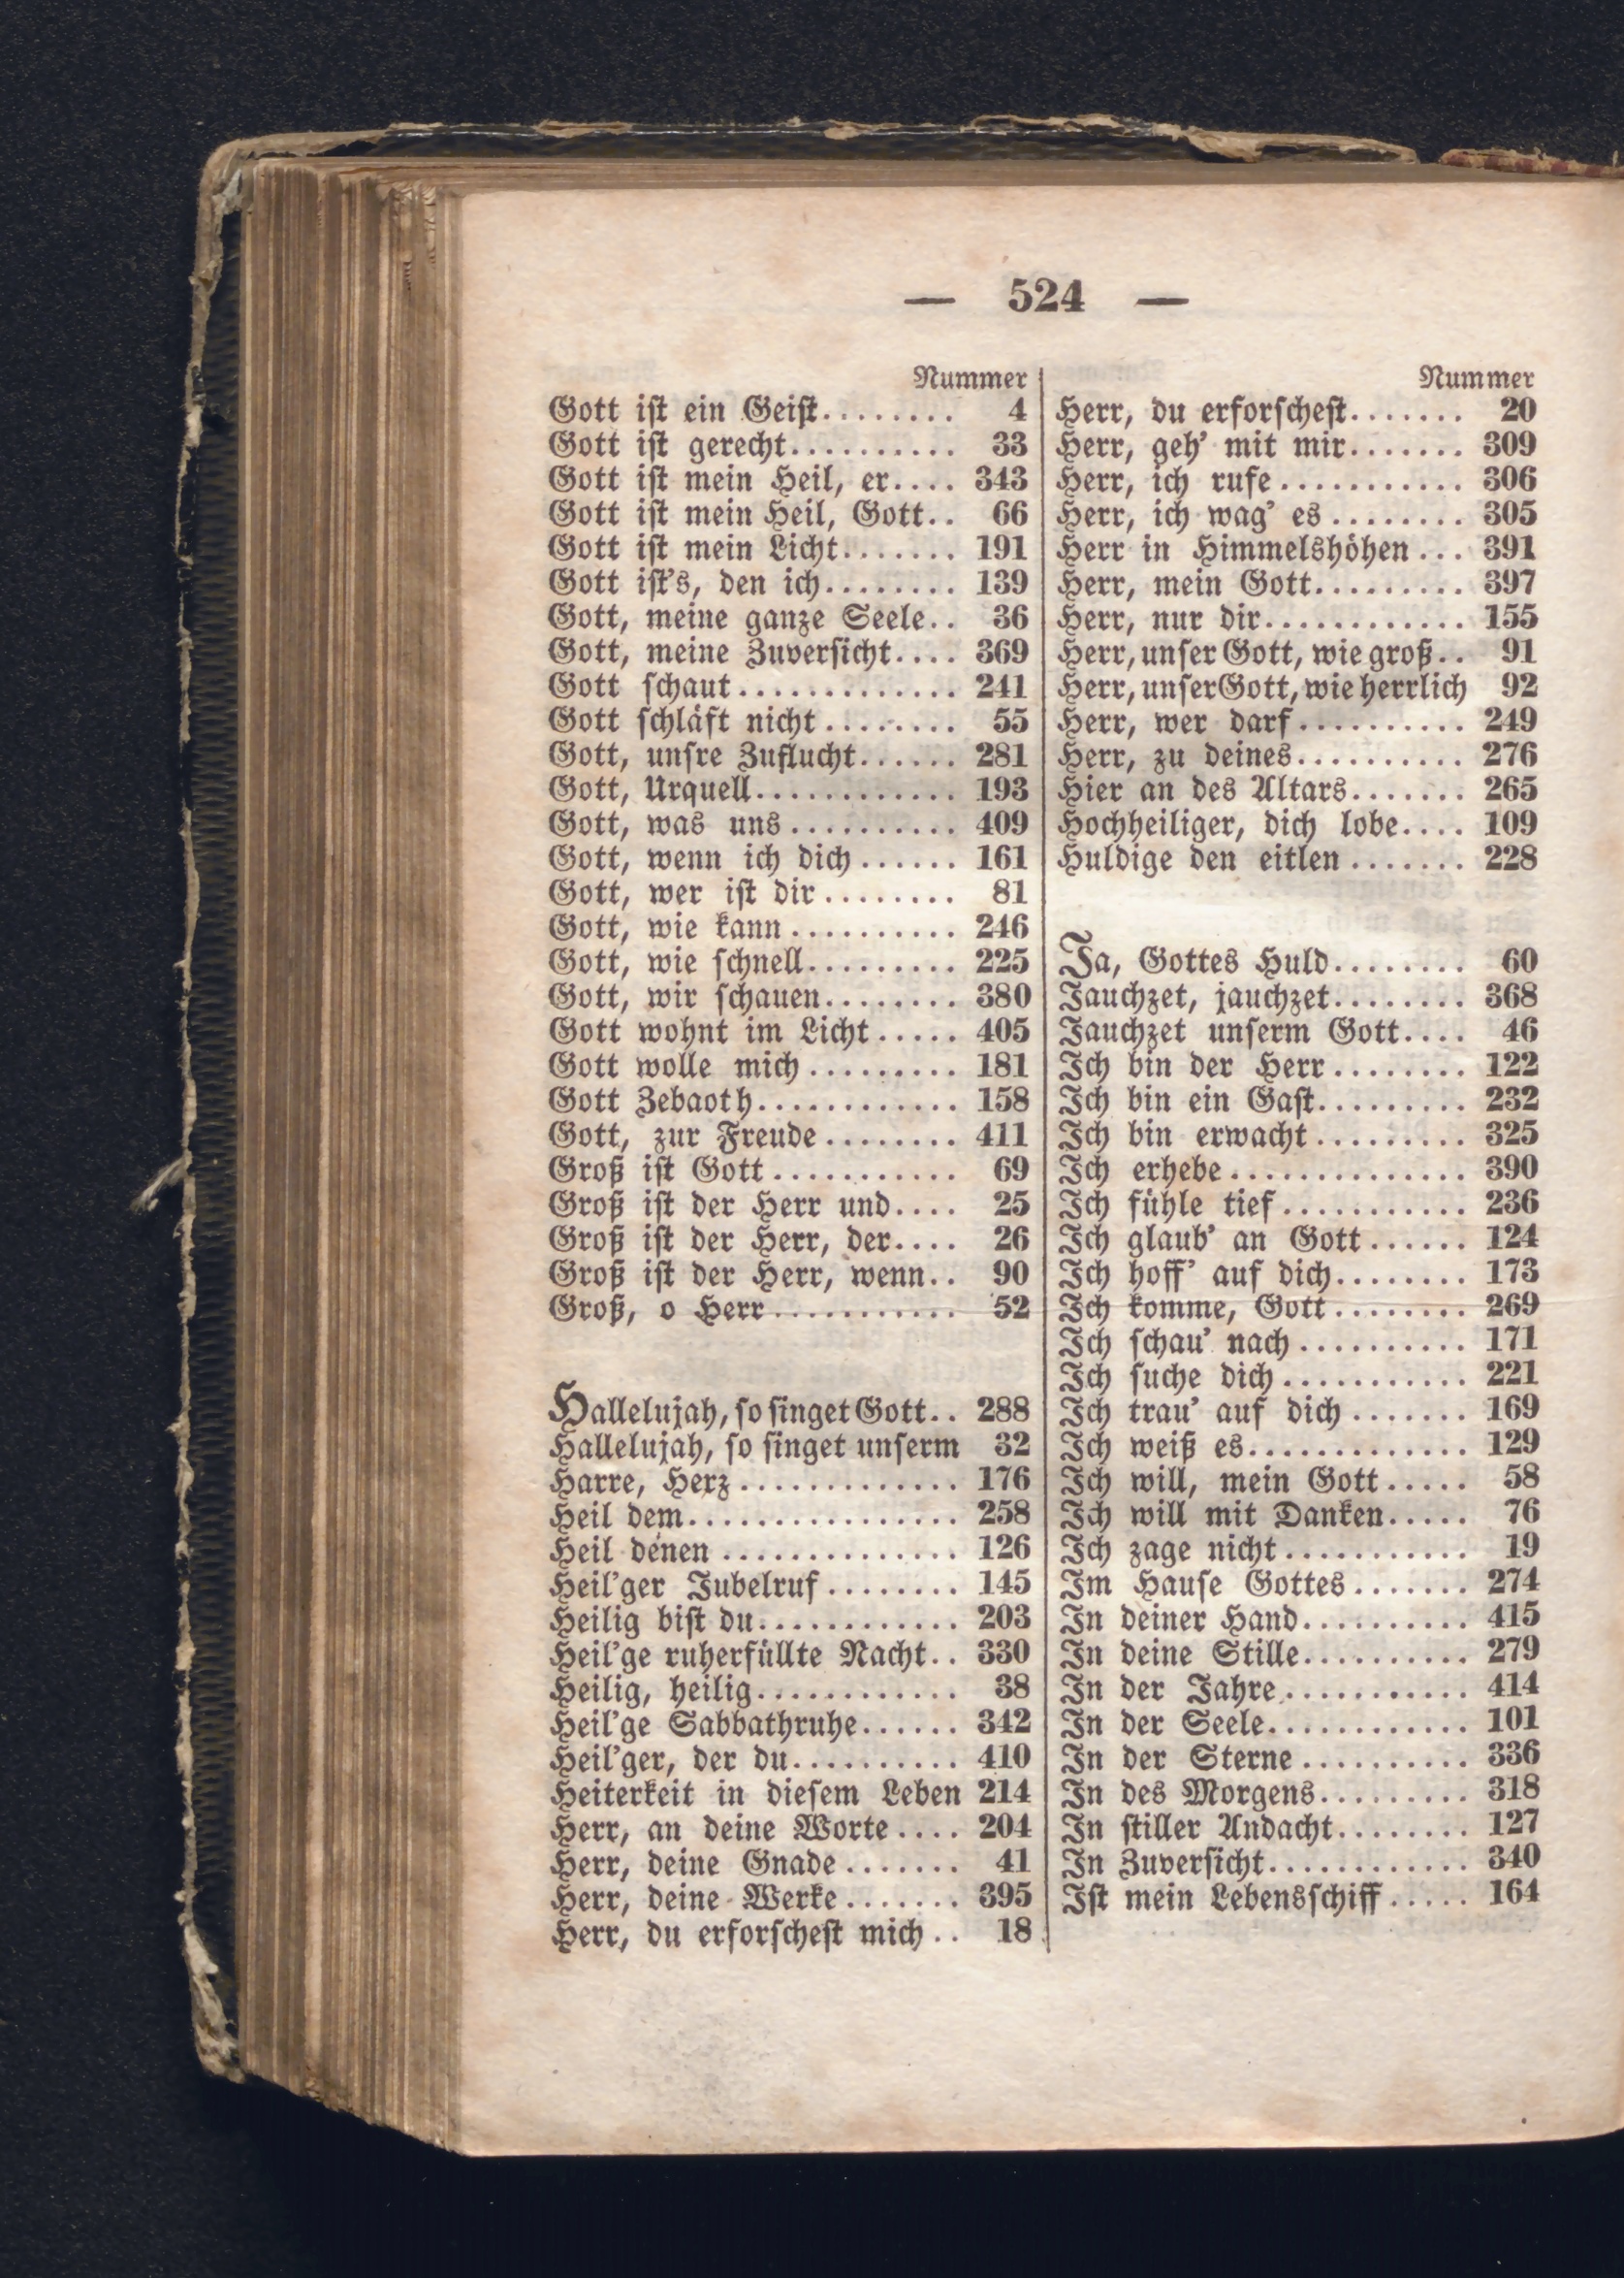 — 524 —
Nummer
Gott ist ein Geist........ 4
Gott ist gerecht.......... 33
Gott ist mein Heil, er.... 343
Gott ist mein Heil, Gott.. 66
Gott ist mein Licht....... 191
Gott ist's, den ich........ 139
Gott, meine ganze Seele.. 36
Gott, meine Zuversicht.... 369
Gott schaut............. 241
Gott schläft nicht........ 55
Gott, unsre Zuflucht...... 281
Gott, Urquell............ 193
Gott, was uns.......... 409
Gott, wenn ich dich...... 161
Gott, wer ist dir........ 81
Gott, wie kann.......... 246
Gott, wie schnell......... 225
Gott, wir schauen........ 380
Gott wohnt im Licht..... 405
Gott wolle mich......... 181
Gott Zebaoth............ 158
Gott, zur Freude........ 411
Groß ist Gott........... 69
Groß ist der Herr und.... 25
Groß ist der Herr, der.... 26
Groß ist der Herr, wenn.. 90
Groß, o Herr........... 52
Hallelujah, so singet Gott.. 288
Hallelujah, so singet unserm 32
Harre, Herz............. 176
Heil dem................ 258
Heil denen.............. 126
Heil'ger Jubelruf........ 145
Heilig bist du............ 203
Heil'ge ruherfüllte Nacht.. 330
Heilig, heilig............ 38
Heil'ge Sabbathruhe...... 342
Heil'ger, der du.......... 410
Heiterkeit in diesem Leben 214
Herr, an deine Worte.... 204
Herr, deine Gnade....... 41
Herr, deine Werke....... 395
Herr, du erforschest mich.. 18
Nummer
Herr, du erforschest....... 20
Herr, geh' mit mir....... 309
Herr, ich rufe........... 306
Herr, ich wag' es........ 305
Herr in Himmelshöhen... 391
Herr, mein Gott......... 397
Herr, nur dir............ 155
Herr, unser Gott, wie groß.. 91
Herr, unser Gott, wie herrlich 92
Herr, wer darf.......... 249
Herr, zu deines.......... 276
Hier an des Altars....... 265
Hochheiliger, dich lobe.... 109
Huldige den eitlen....... 228
Ja, Gottes Huld........ 60
Jauchzet, jauchzet........ 368
Jauchzet unserm Gott.... 46
Ich bin der Herr........ 122
Ich bin ein Gast......... 232
Ich bin erwacht......... 325
Ich erhebe.............. 390
Ich fühle tief........... 236
Ich glaub' an Gott...... 124
Ich hoff' auf dich........ 173
Ich komme, Gott........ 269
Ich schau' nach.......... 171
Ich suche dich........... 221
Ich trau' auf dich....... 169
Ich weiß es............. 129
Ich will, mein Gott..... 58
Ich will mit Danken..... 76
Ich zage nicht........... 19
Im Hause Gottes....... 274
In deiner Hand.......... 415
In deine Stille.......... 279
In der Jahre........... 414
In der Seele............ 101
In der Sterne.......... 336
In des Morgens......... 318
In stiller Andacht........ 127
In Zuversicht............ 340
Ist mein Lebensschiff..... 164